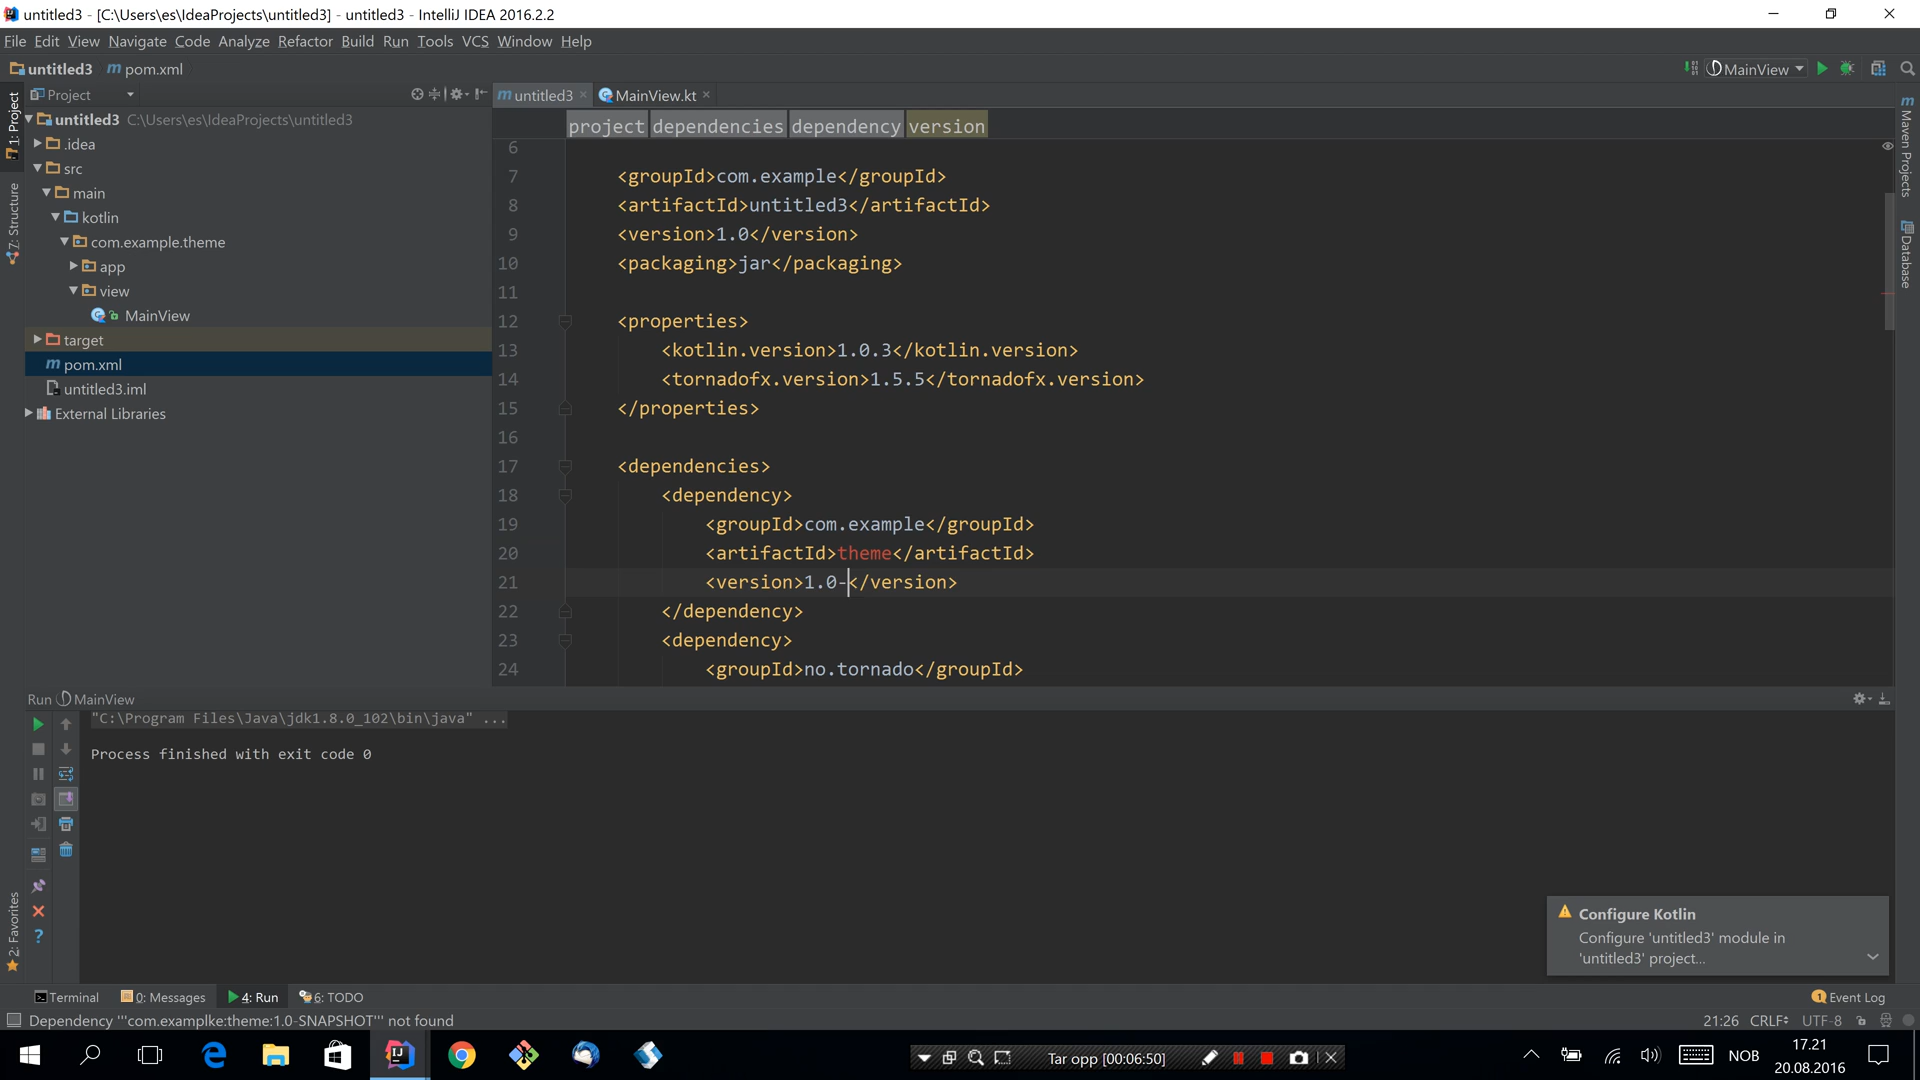 untitled3 - [C:\Users\es\IdeaProjects\untitled3] - untitled3 - IntelliJ IDEA 2016.2.2
File Edit View Navigate Code Analyze Refactor Build Run Tools VCS Window Help
untitled3 pom.xml
MainView
Project
untitled3 MainView.kt
1: Project
7: Structure
2: Favorites
untitled3 C:\Users\es\IdeaProjects\untitled3
.idea
src
main
kotlin
com.example.theme
app
view
MainView
target
pom.xml
untitled3.iml
External Libraries
project dependencies dependency version
6
7 <groupId>com.example</groupId>
8 <artifactId>untitled3</artifactId>
9 <version>1.0</version>
10 <packaging>jar</packaging>
11
12 <properties>
13 <kotlin.version>1.0.3</kotlin.version>
14 <tornadofx.version>1.5.5</tornadofx.version>
15 </properties>
16
17 <dependencies>
18 <dependency>
19 <groupId>com.example</groupId>
20 <artifactId>theme</artifactId>
21 <version>1.0-</version>
22 </dependency>
23 <dependency>
24 <groupId>no.tornado</groupId>
Maven Projects
Database
Run MainView
"C:\Program Files\Java\jdk1.8.0_102\bin\java" ...
Process finished with exit code 0
Configure Kotlin
Configure 'untitled3' module in
'untitled3' project...
Terminal 0: Messages 4: Run 6: TODO
1 Event Log
Dependency '''com.examplke:theme:1.0-SNAPSHOT''' not found
21:26 CRLF UTF-8
Tar opp [00:06:50]
NOB
17.21
20.08.2016